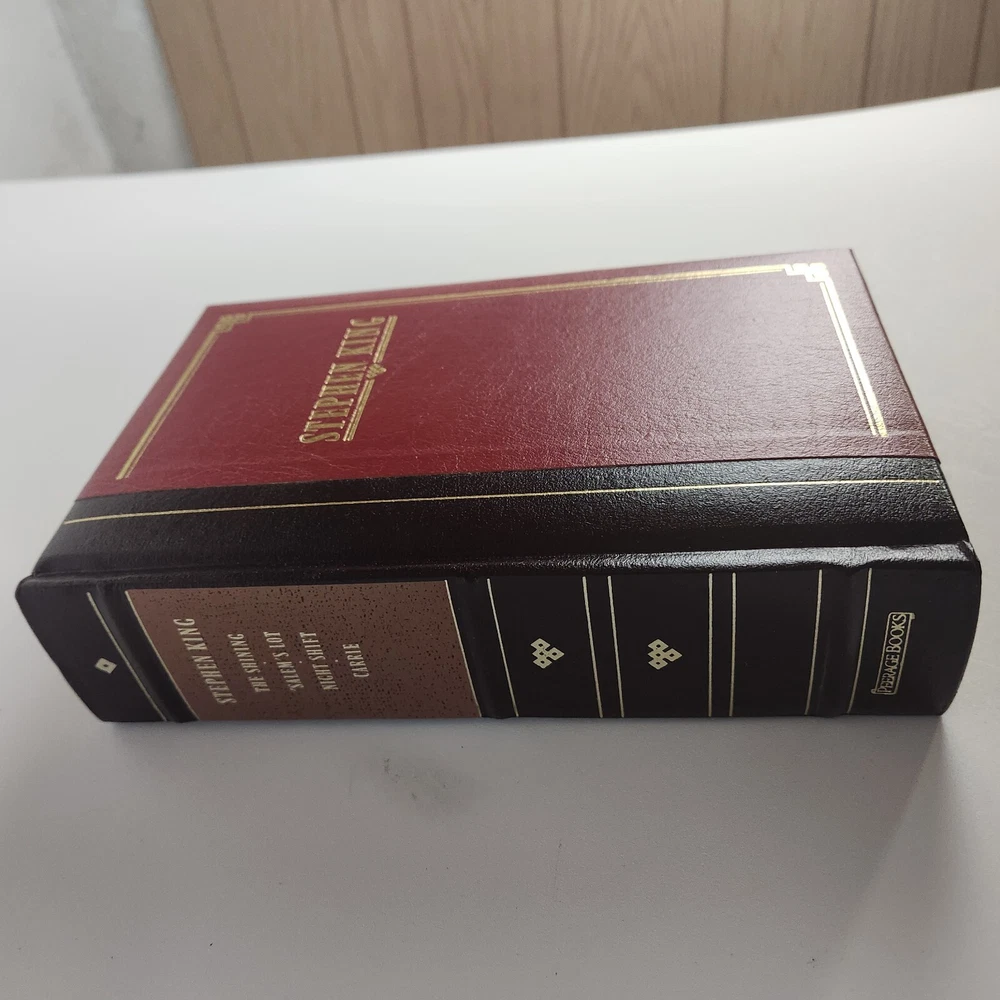 STEPHEN KING
STEPHEN KING
THE SHINING
'SALEM'S LOT
NIGHT SHIFT
CARRIE
PEERAGE BOOKS